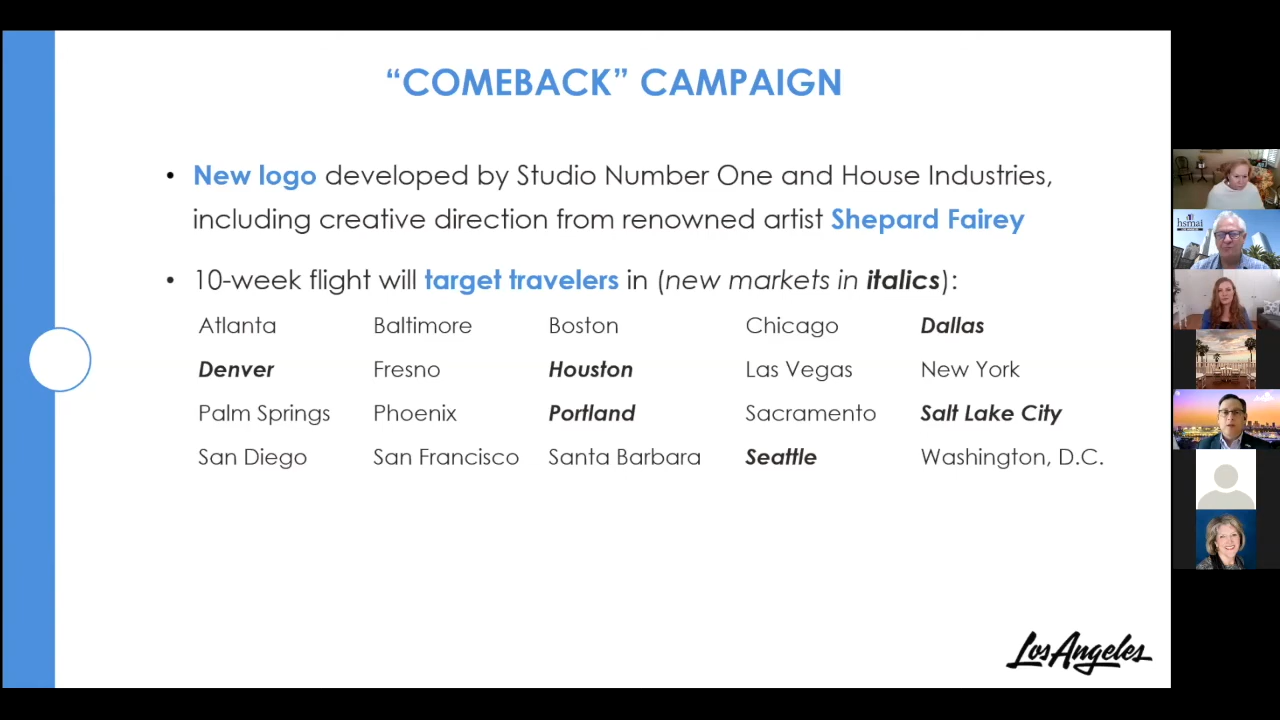 “COMEBACK” CAMPAIGN
• New logo developed by Studio Number One and House Industries,
including creative direction from renowned artist Shepard Fairey
• 10-week flight will target travelers in (new markets in italics):
Atlanta Baltimore Boston Chicago Dallas
Denver Fresno Houston Las Vegas New York
Palm Springs Phoenix Portland Sacramento Salt Lake City
San Diego San Francisco Santa Barbara Seattle Washington, D.C.
Los Angeles
hsmai